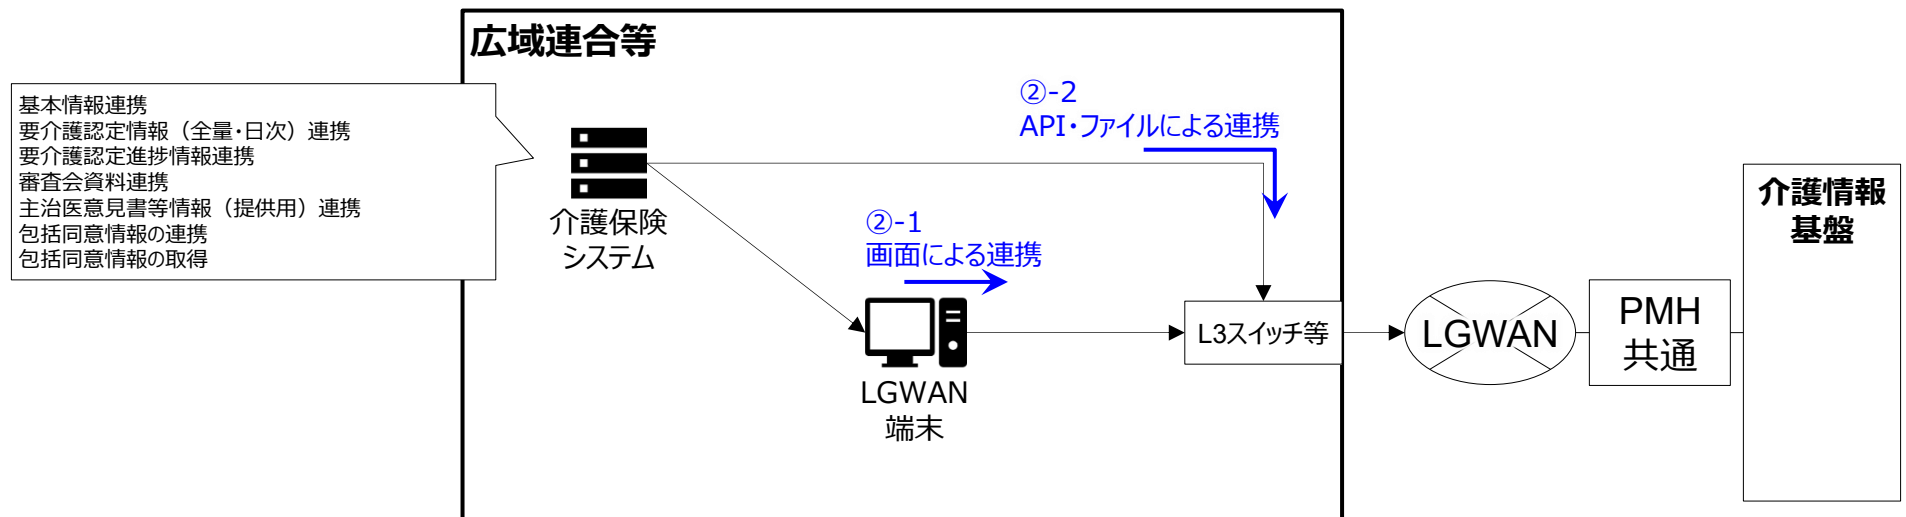 広域連合等
基本情報連携
要介護認定情報（全量・日次）連携
要介護認定進捗情報連携
審査会資料連携
主治医意見書等情報（提供用）連携
包括同意情報の連携
包括同意情報の取得
介護保険
システム
②-1
画面による連携
②-2
API・ファイルによる連携
LGWAN
端末
L3スイッチ等
LGWAN
PMH
共通
介護情報
基盤